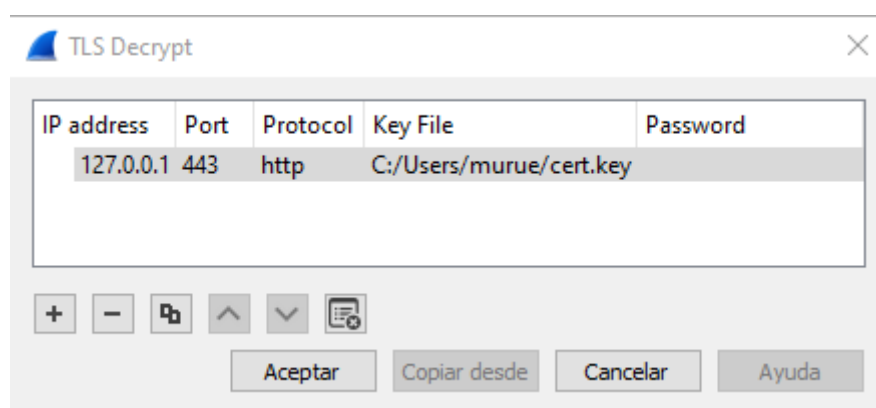 TLS Decrypt
IP address Port Protocol Key File Password
127.0.0.1 443 http C:/Users/murue/cert.key
Aceptar Copiar desde Cancelar Ayuda